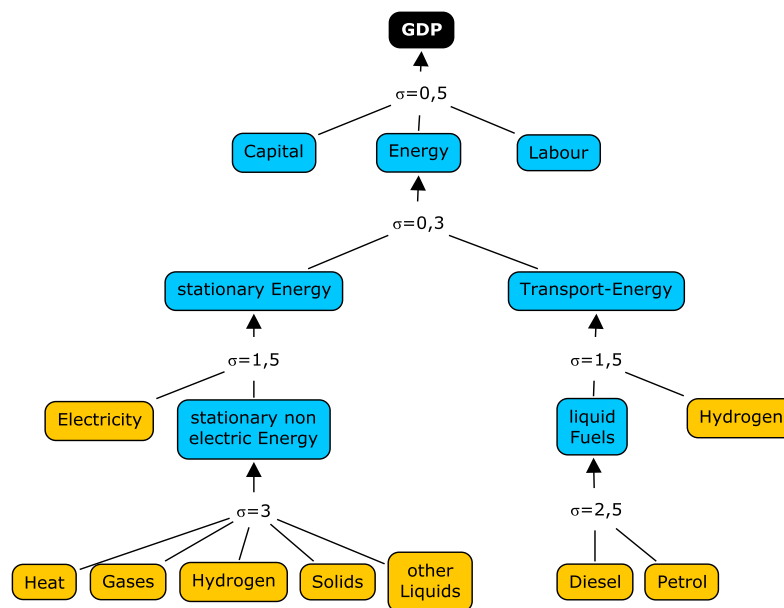 GDP
σ=0,5
Capital
Energy
Labour
σ=0,3
stationary Energy
Transport-Energy
σ=1,5
σ=1,5
Electricity
stationary non
electric Energy
liquid
Fuels
Hydrogen
σ=3
σ=2,5
Heat
Gases
Hydrogen
Solids
other
Liquids
Diesel
Petrol